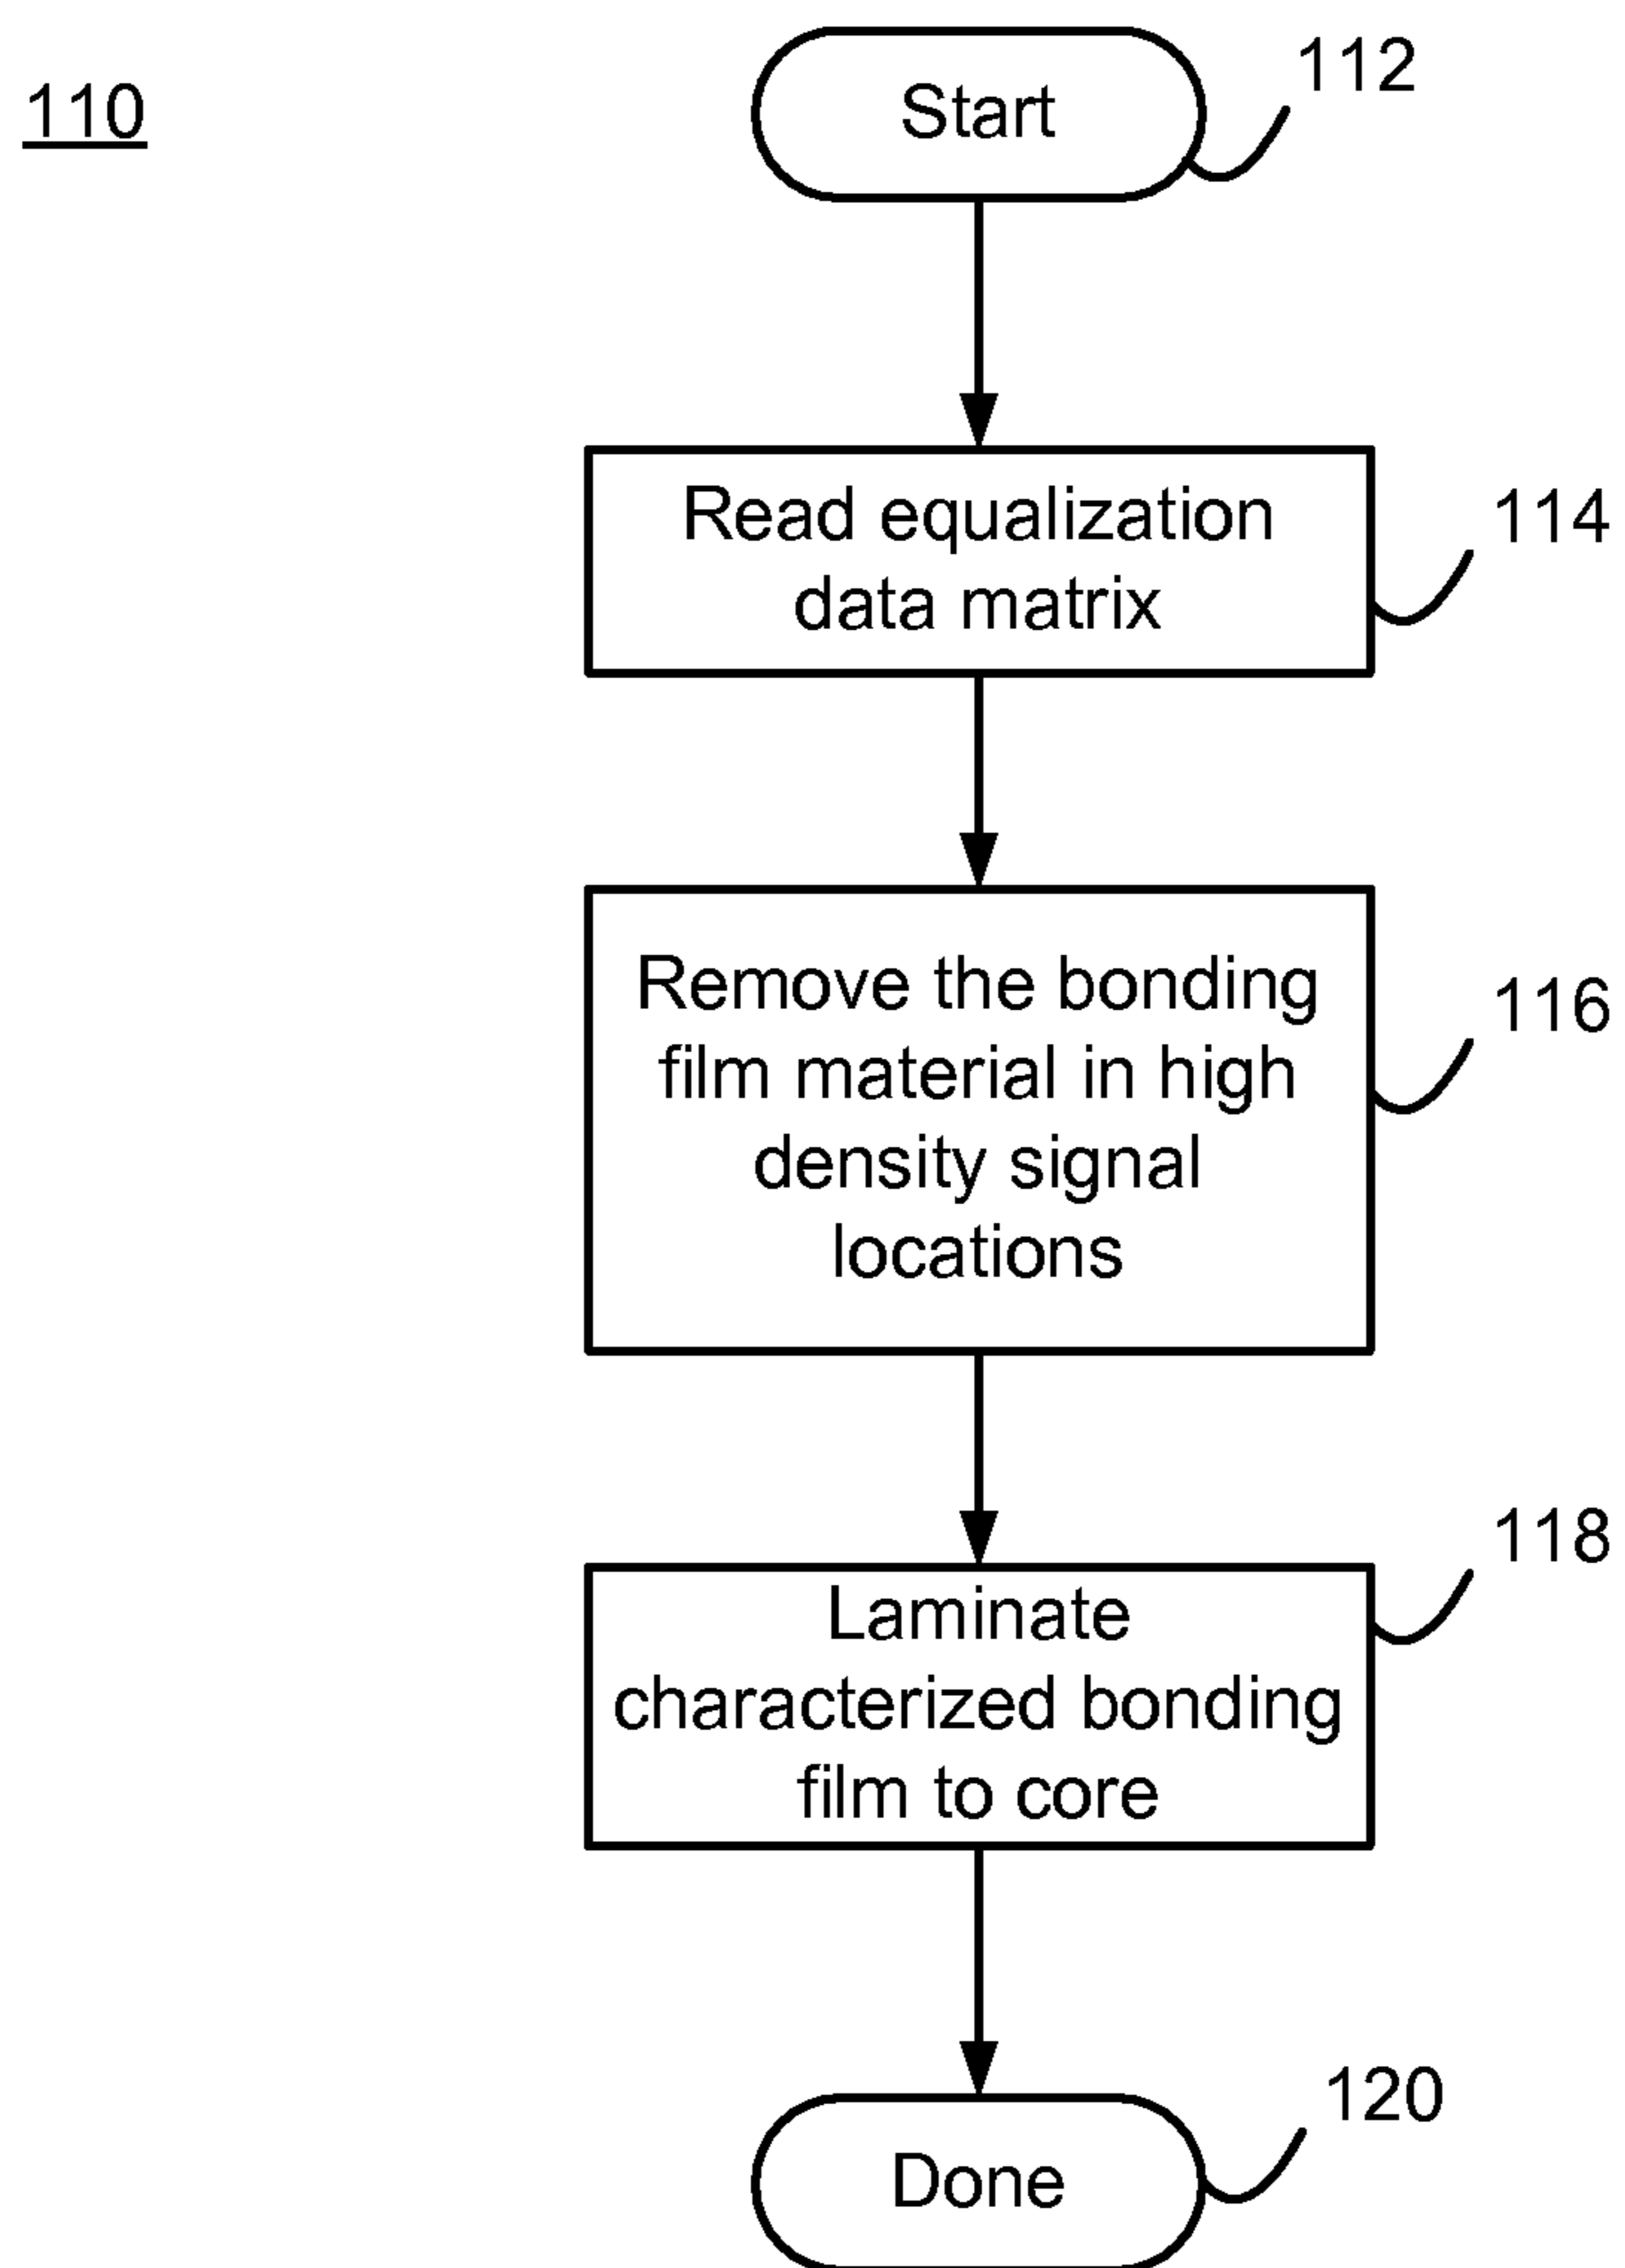 110
Start
112
Read equalization
data matrix
114
Remove the bonding
film material in high
density signal
locations
116
Laminate
characterized bonding
film to core
118
Done
120